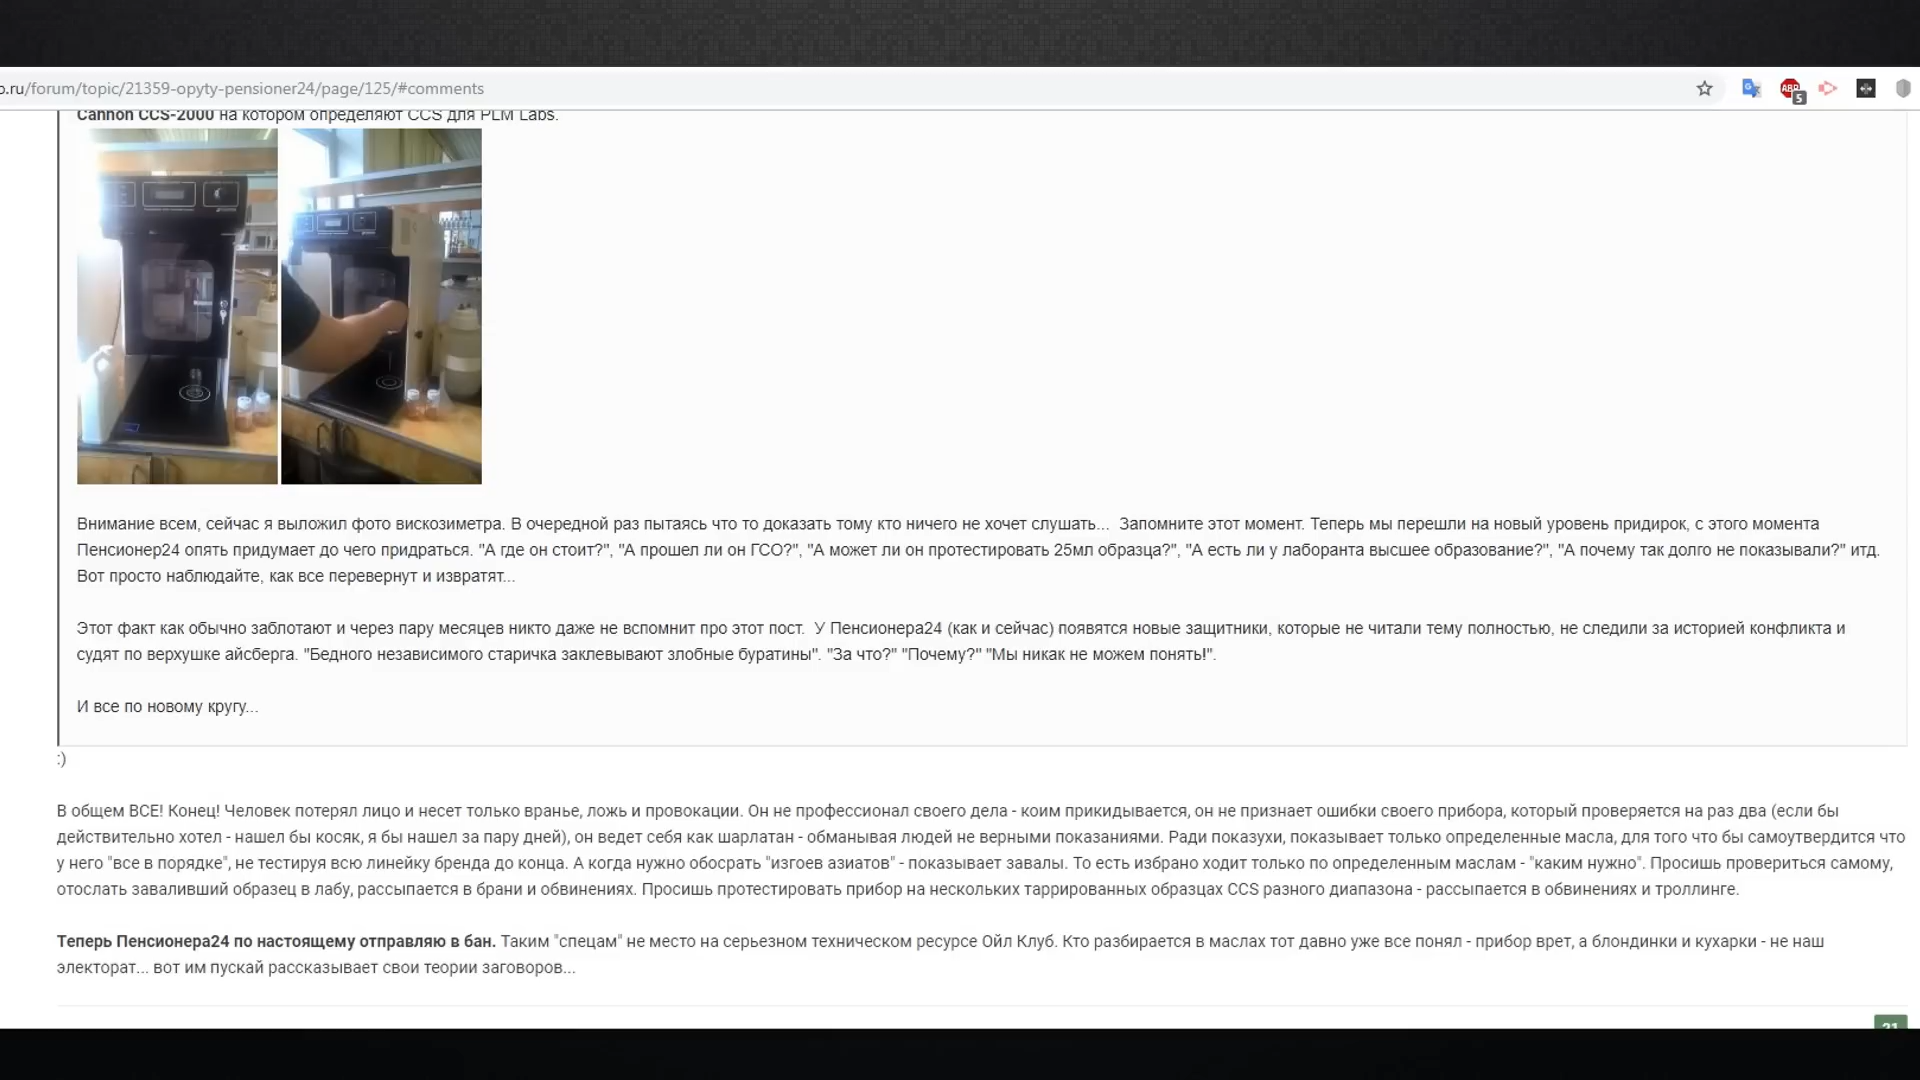 o.ru/forum/topic/21359-opyty-pensioner24/page/125/#comments
ABP
5
Cannon CCS-2000 на котором определяют CCS для PLM Labs.
Внимание всем, сейчас я выложил фото вискозиметра. В очередной раз пытаясь что то доказать тому кто ничего не хочет слушать... Запомните этот момент. Теперь мы перешли на новый уровень придирок, с этого момента
Пенсионер24 опять придумает до чего придраться. "А где он стоит?", "А прошел ли он ГСО?", "А может ли он протестировать 25мл образца?", "А есть ли у лаборанта высшее образование?", "А почему так долго не показывали?" итд.
Вот просто наблюдайте, как все перевернут и извратят...
Этот факт как обычно заблотают и через пару месяцев никто даже не вспомнит про этот пост. У Пенсионера24 (как и сейчас) появятся новые защитники, которые не читали тему полностью, не следили за историей конфликта и
судят по верхушке айсберга. "Бедного независимого старичка заклевывают злобные буратины". "За что?" "Почему?" "Мы никак не можем понять!".
И все по новому кругу...
:)
В общем ВСЕ! Конец! Человек потерял лицо и несет только вранье, ложь и провокации. Он не профессионал своего дела - коим прикидывается, он не признает ошибки своего прибора, который проверяется на раз два (если бы
действительно хотел - нашел бы косяк, я бы нашел за пару дней), он ведет себя как шарлатан - обманывая людей не верными показаниями. Ради показухи, показывает только определенные масла, для того что бы самоутвердится что
у него "все в порядке", не тестируя всю линейку бренда до конца. А когда нужно обосрать "изгоев азиатов" - показывает завалы. То есть избрано ходит только по определенным маслам - "каким нужно". Просишь провериться самому,
отослать заваливший образец в лабу, рассыпается в брани и обвинениях. Просишь протестировать прибор на нескольких таррированных образцах CCS разного диапазона - рассыпается в обвинениях и троллинге.
Теперь Пенсионера24 по настоящему отправляю в бан. Таким "спецам" не место на серьезном техническом ресурсе Ойл Клуб. Кто разбирается в маслах тот давно уже все понял - прибор врет, а блондинки и кухарки - не наш
электорат... вот им пускай рассказывает свои теории заговоров...
21